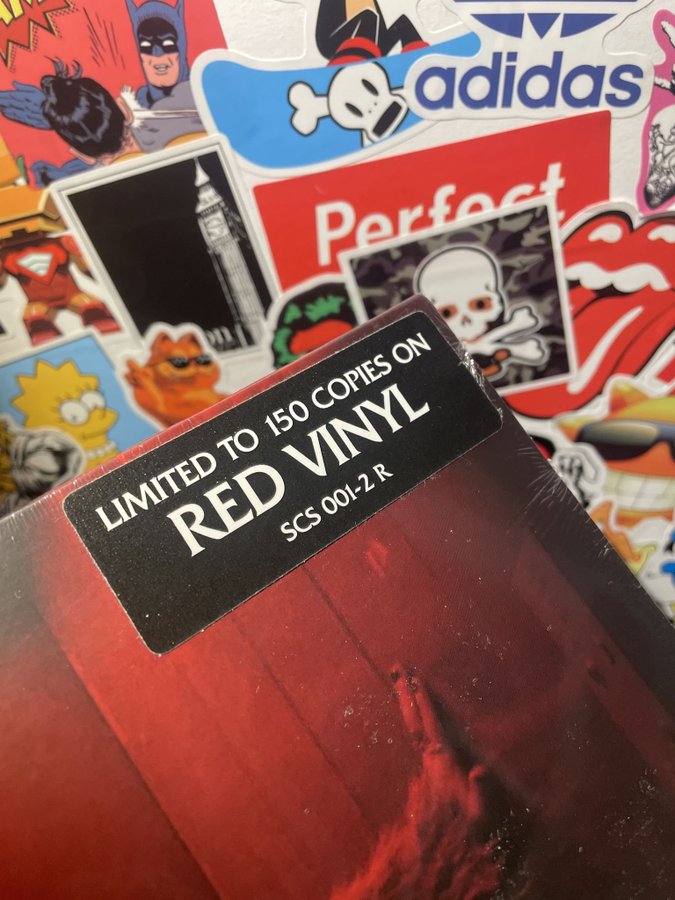 adidas
Perfect
LIMITED TO 150 COPIES ON
RED VINYL
SCS 001-2 R